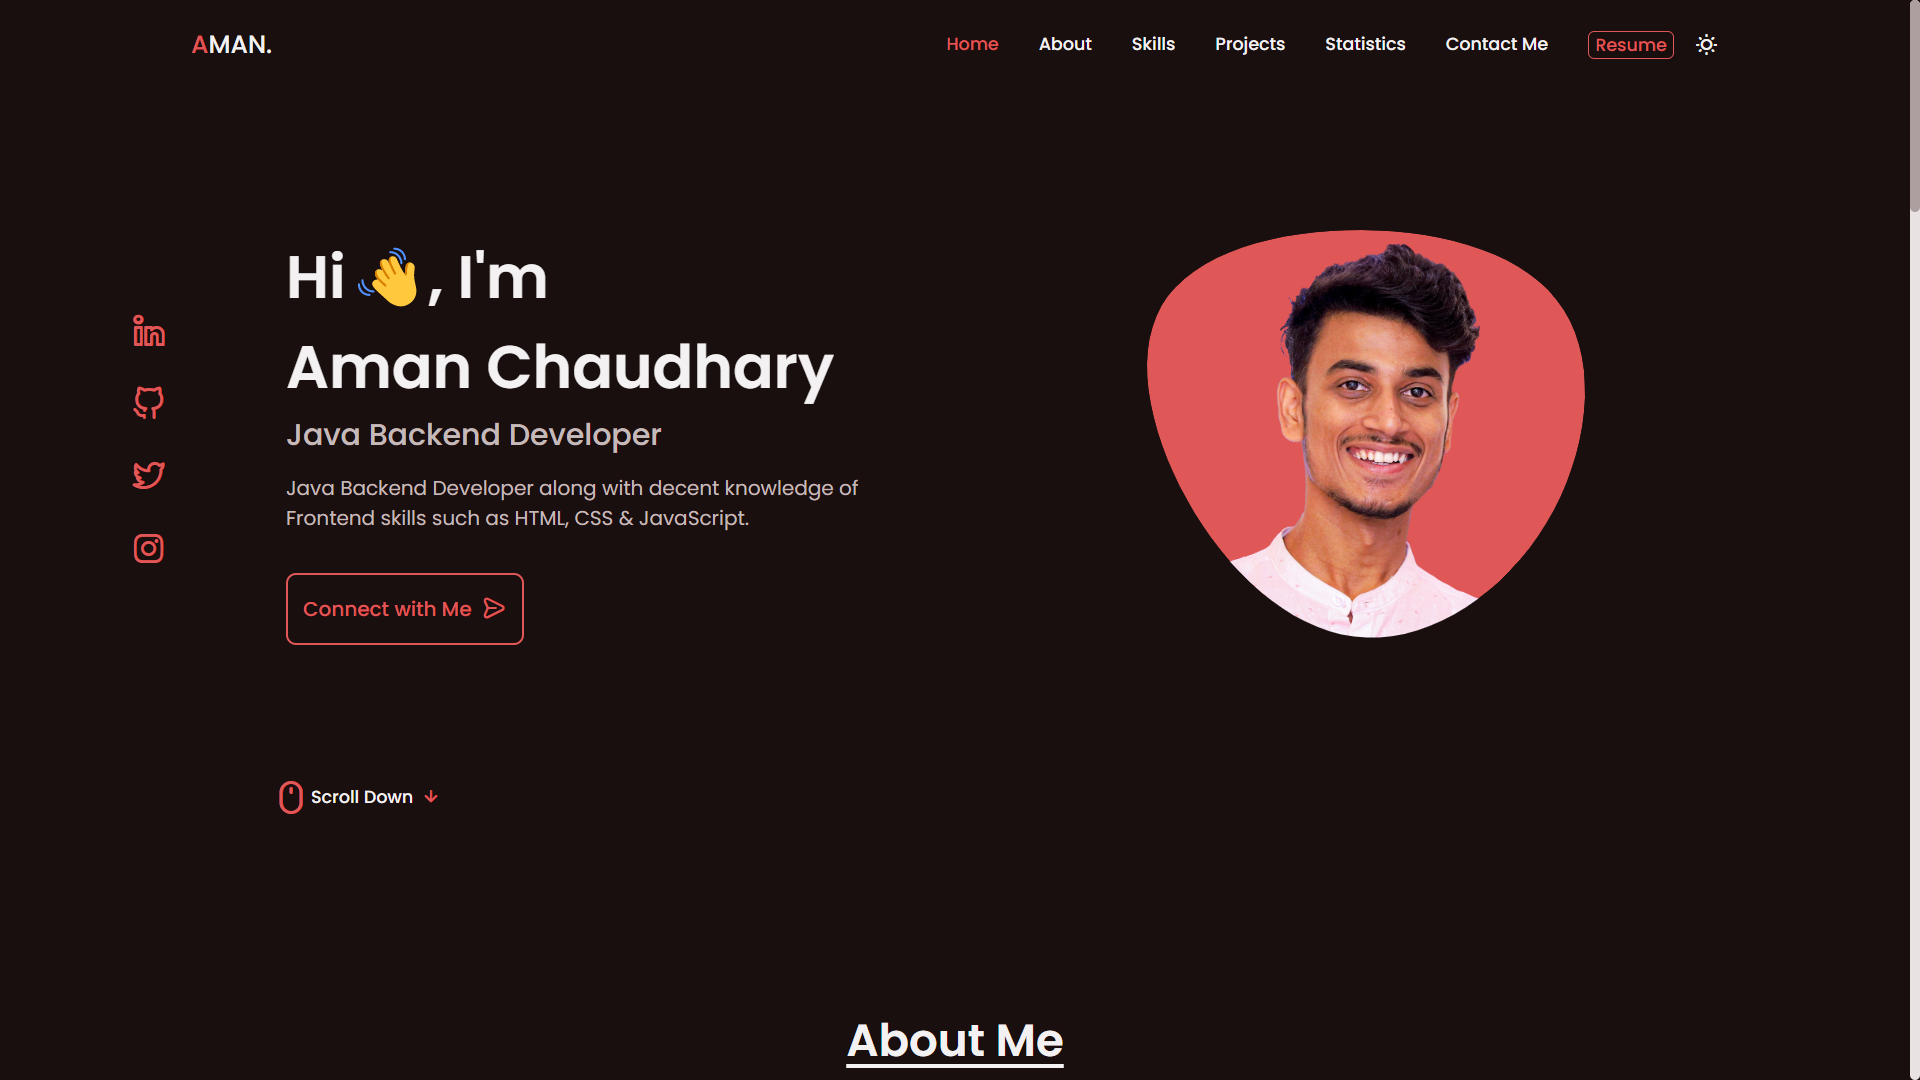 AMAN.
Home About Skills Projects Statistics Contact Me Resume
Hi 👋, I'm
Aman Chaudhary
Java Backend Developer
Java Backend Developer along with decent knowledge of
Frontend skills such as HTML, CSS & JavaScript.
Connect with Me
Scroll Down
About Me